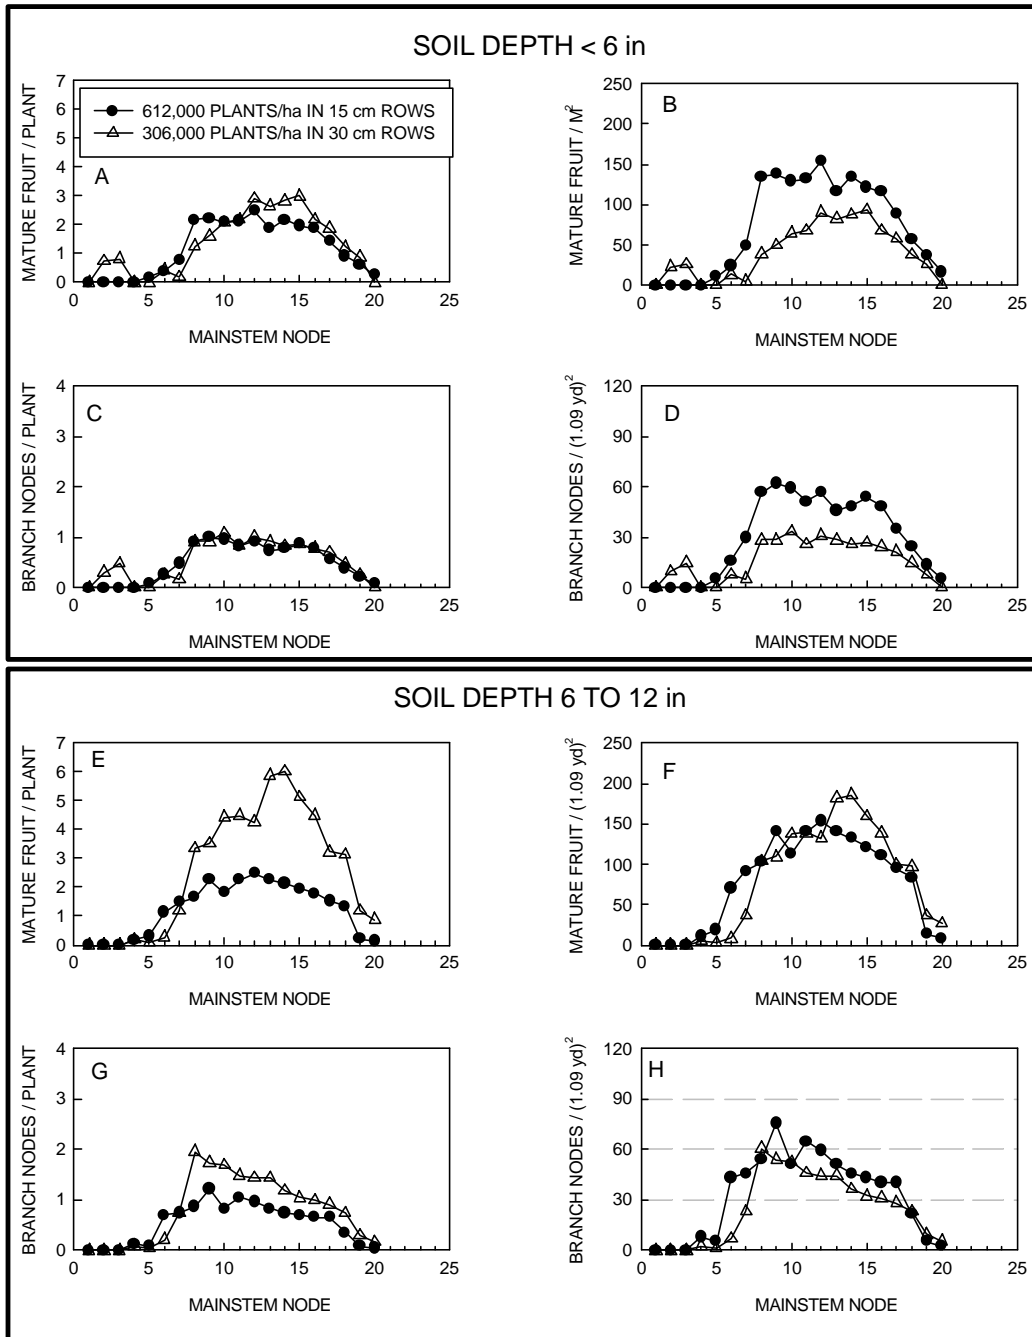 SOIL DEPTH < 6 in
MATURE FRUIT / PLANT
7
6
5
4
3
2
1
0
612,000 PLANTS/ha IN 15 cm ROWS
306,000 PLANTS/ha IN 30 cm ROWS
A
0 5 10 15 20 25
MAINSTEM NODE
MATURE FRUIT / M²
250
200
150
100
50
0
B
0 5 10 15 20 25
MAINSTEM NODE
BRANCH NODES / PLANT
4
3
2
1
0
C
0 5 10 15 20 25
MAINSTEM NODE
BRANCH NODES / (1.09 yd)²
120
90
60
30
0
D
0 5 10 15 20 25
MAINSTEM NODE
SOIL DEPTH 6 TO 12 in
MATURE FRUIT / PLANT
7
6
5
4
3
2
1
0
E
0 5 10 15 20 25
MAINSTEM NODE
MATURE FRUIT / (1.09 yd)²
250
200
150
100
50
0
F
0 5 10 15 20 25
MAINSTEM NODE
BRANCH NODES / PLANT
4
3
2
1
0
G
0 5 10 15 20 25
MAINSTEM NODE
BRANCH NODES / (1.09 yd)²
120
90
60
30
0
H
0 5 10 15 20 25
MAINSTEM NODE